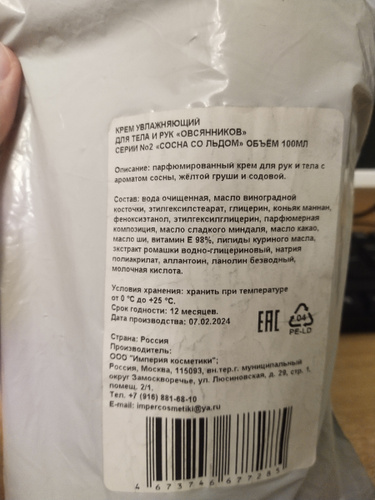 КРЕМ УВЛАЖНЯЮЩИЙ
ДЛЯ ТЕЛА И РУК «ОВСЯННИКОВ»
СЕРИИ No2 «СОСНА СО ЛЬДОМ» ОБЪЁМ 100МЛ
Описание: парфюмированный крем для рук и тела с
ароматом сосны, жёлтой груши и содовой.
Состав: вода очищенная, масло виноградной
косточки, этилгексилстеарат, глицерин, коньяк маннан,
феноксиэтанол, этилгексилглицерин, парфюмерная
композиция, масло сладкого миндаля, масло какао,
масло ши, витамин Е 98%, липиды куриного масла,
экстракт ромашки водно-глицериновый, натрия
полиакрилат, аллантоин, ланолин безводный,
молочная кислота.
Условия хранения: хранить при температуре
от 0 °C до +25 °C.
Срок годности: 12 месяцев.
Дата производства: 07.02.2024
EAC
04
PE-LD
Страна: Россия
Производитель:
ООО "Империя косметики";
Россия, Москва, 115093, вн.тер.г. муниципальный
округ Замоскворечье, ул. Люсиновская, д. 29, стр. 1,
помещ. 2/1.
Тел. +7 (916) 881-68-10
E-mail: impercosmetiki@ya.ru
4 673746 677285